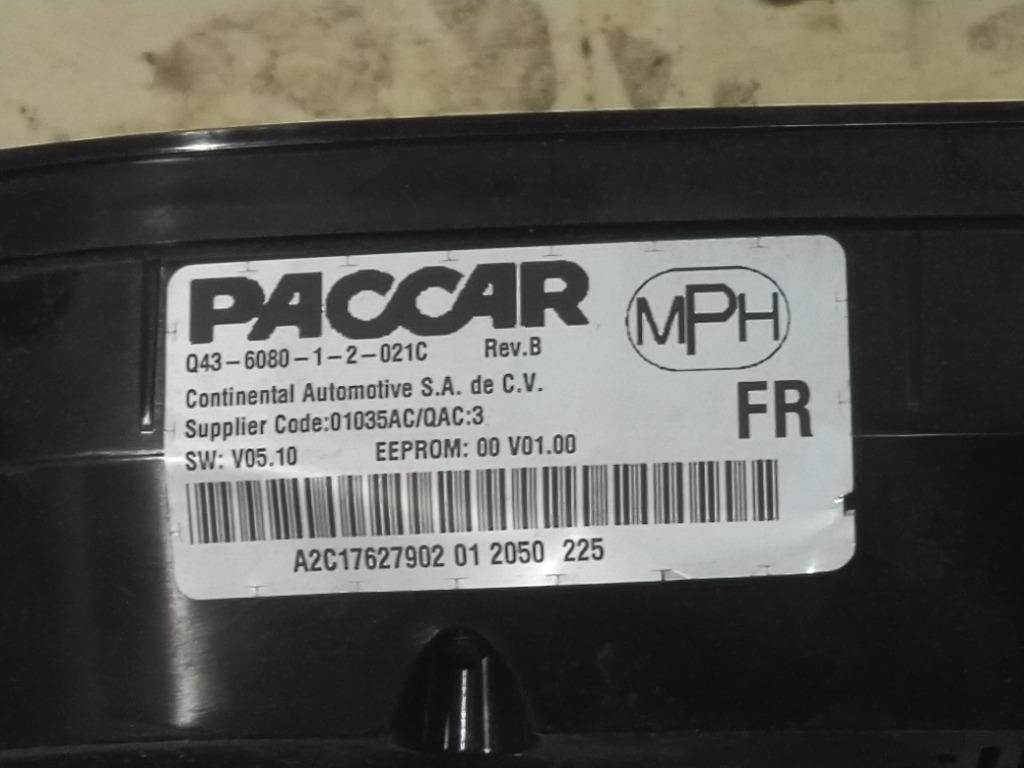 PACCAR
MPH
Q43-6080-1-2-021C Rev.B
Continental Automotive S.A. de C.V.
Supplier Code:01035AC/QAC:3
FR
SW: V05.10 EEPROM: 00 V01.00
A2C17627902 01 2050 225